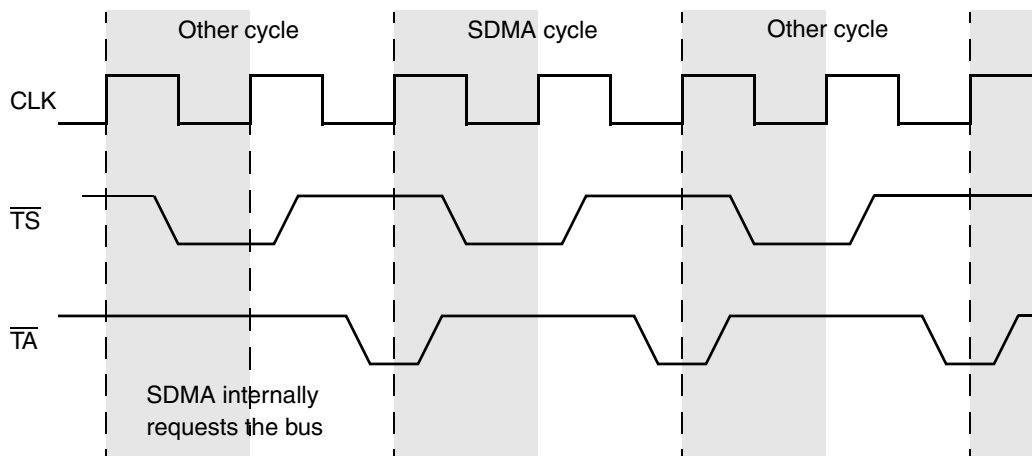 Other cycle
SDMA cycle
Other cycle
CLK
TS
TA
SDMA internally
requests the bus